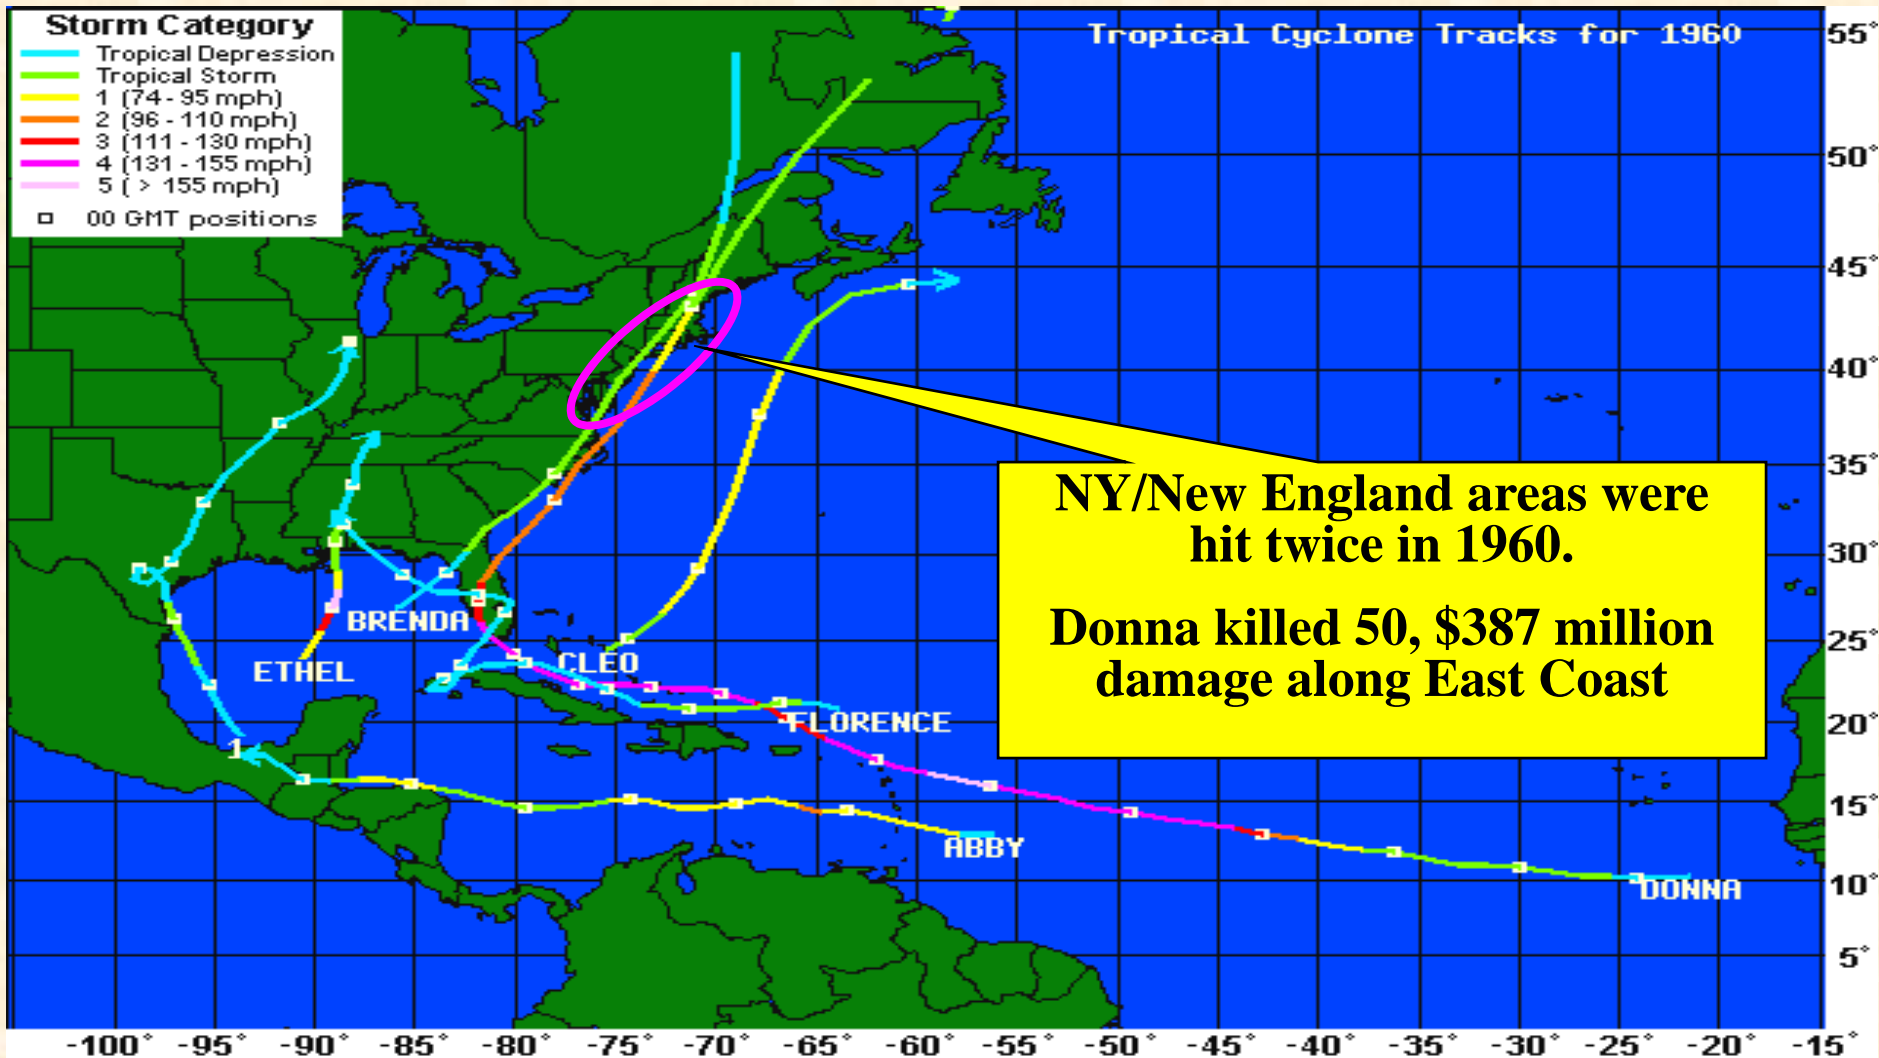 Storm Category
Tropical Depression
Tropical Storm
1 (74 - 95 mph)
2 (96 - 110 mph)
3 (111 - 130 mph)
4 (131 - 155 mph)
5 ( > 155 mph)
00 GMT positions
Tropical Cyclone Tracks for 1960
55°
50°
45°
40°
35°
30°
25°
20°
15°
10°
5°
NY/New England areas were
hit twice in 1960.
Donna killed 50, $387 million
damage along East Coast
BRENDA
ETHEL
CLEO
FLORENCE
1
ABBY
DONNA
-100° -95° -90° -85° -80° -75° -70° -65° -60° -55° -50° -45° -40° -35° -30° -25° -20° -15°